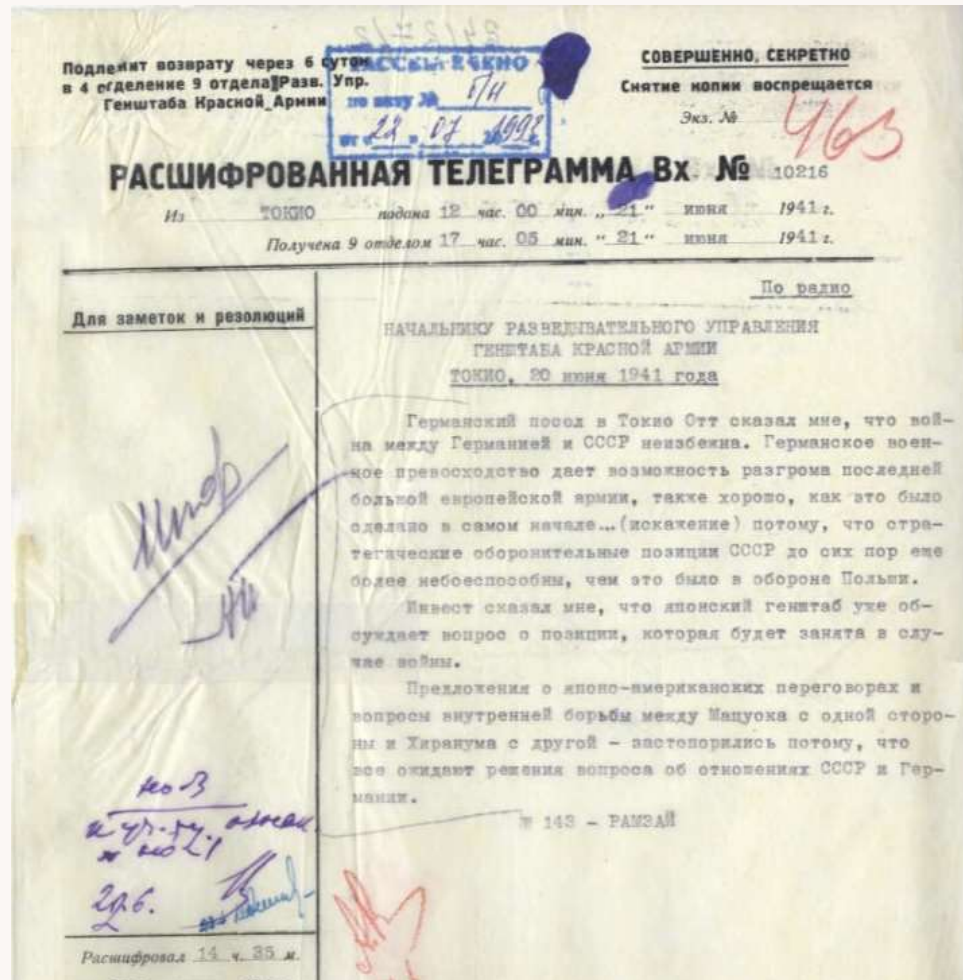 Подлежит возврату через 6 суток
в 4 отделение 9 отдела Разв. Упр.
Генштаба Красной Армии
РАССЕКРЕЧЕНО
по акту № б/н
от « 22 » 07 1998 г.
СОВЕРШЕННО, СЕКРЕТНО
Снятие копии воспрещается
Экз. №
463
РАСШИФРОВАННАЯ ТЕЛЕГРАММА Вх. № 10216
Из ТОКИО подана 12 час. 00 мин. „ 21 “ июня 1941 г.
Получена 9 отделом 17 час. 05 мин. “ 21 “ июня 1941 г.
По радио
Для заметок и резолюций
НАЧАЛЬНИКУ РАЗВЕДЫВАТЕЛЬНОГО УПРАВЛЕНИЯ
ГЕНШТАБА КРАСНОЙ АРМИИ
ТОКИО, 20 июня 1941 года
Германский посол в Токио Отт сказал мне, что вой-
на между Германией и СССР неизбежна. Германское воен-
ное превосходство дает возможность разгрома последней
большой европейской армии, также хорошо, как это было
сделано в самом начале...(искажение) потому, что стра-
тегические оборонительные позиции СССР до сих пор еще
более небоеспособны, чем это было в обороне Польши.
Инвест сказал мне, что японский генштаб уже об-
суждает вопрос о позиции, которая будет занята в слу-
чае войны.
Предложения о японо-американских переговорах и
вопросы внутренней борьбы между Мацуока с одной сторо-
ны и Хиранума с другой - застопорились потому, что
все ожидают решения вопроса об отношениях СССР и Гер-
мании.
№ 143 - РАМЗАЙ
НО-3
Расшифровал 14 ч. 35 м.